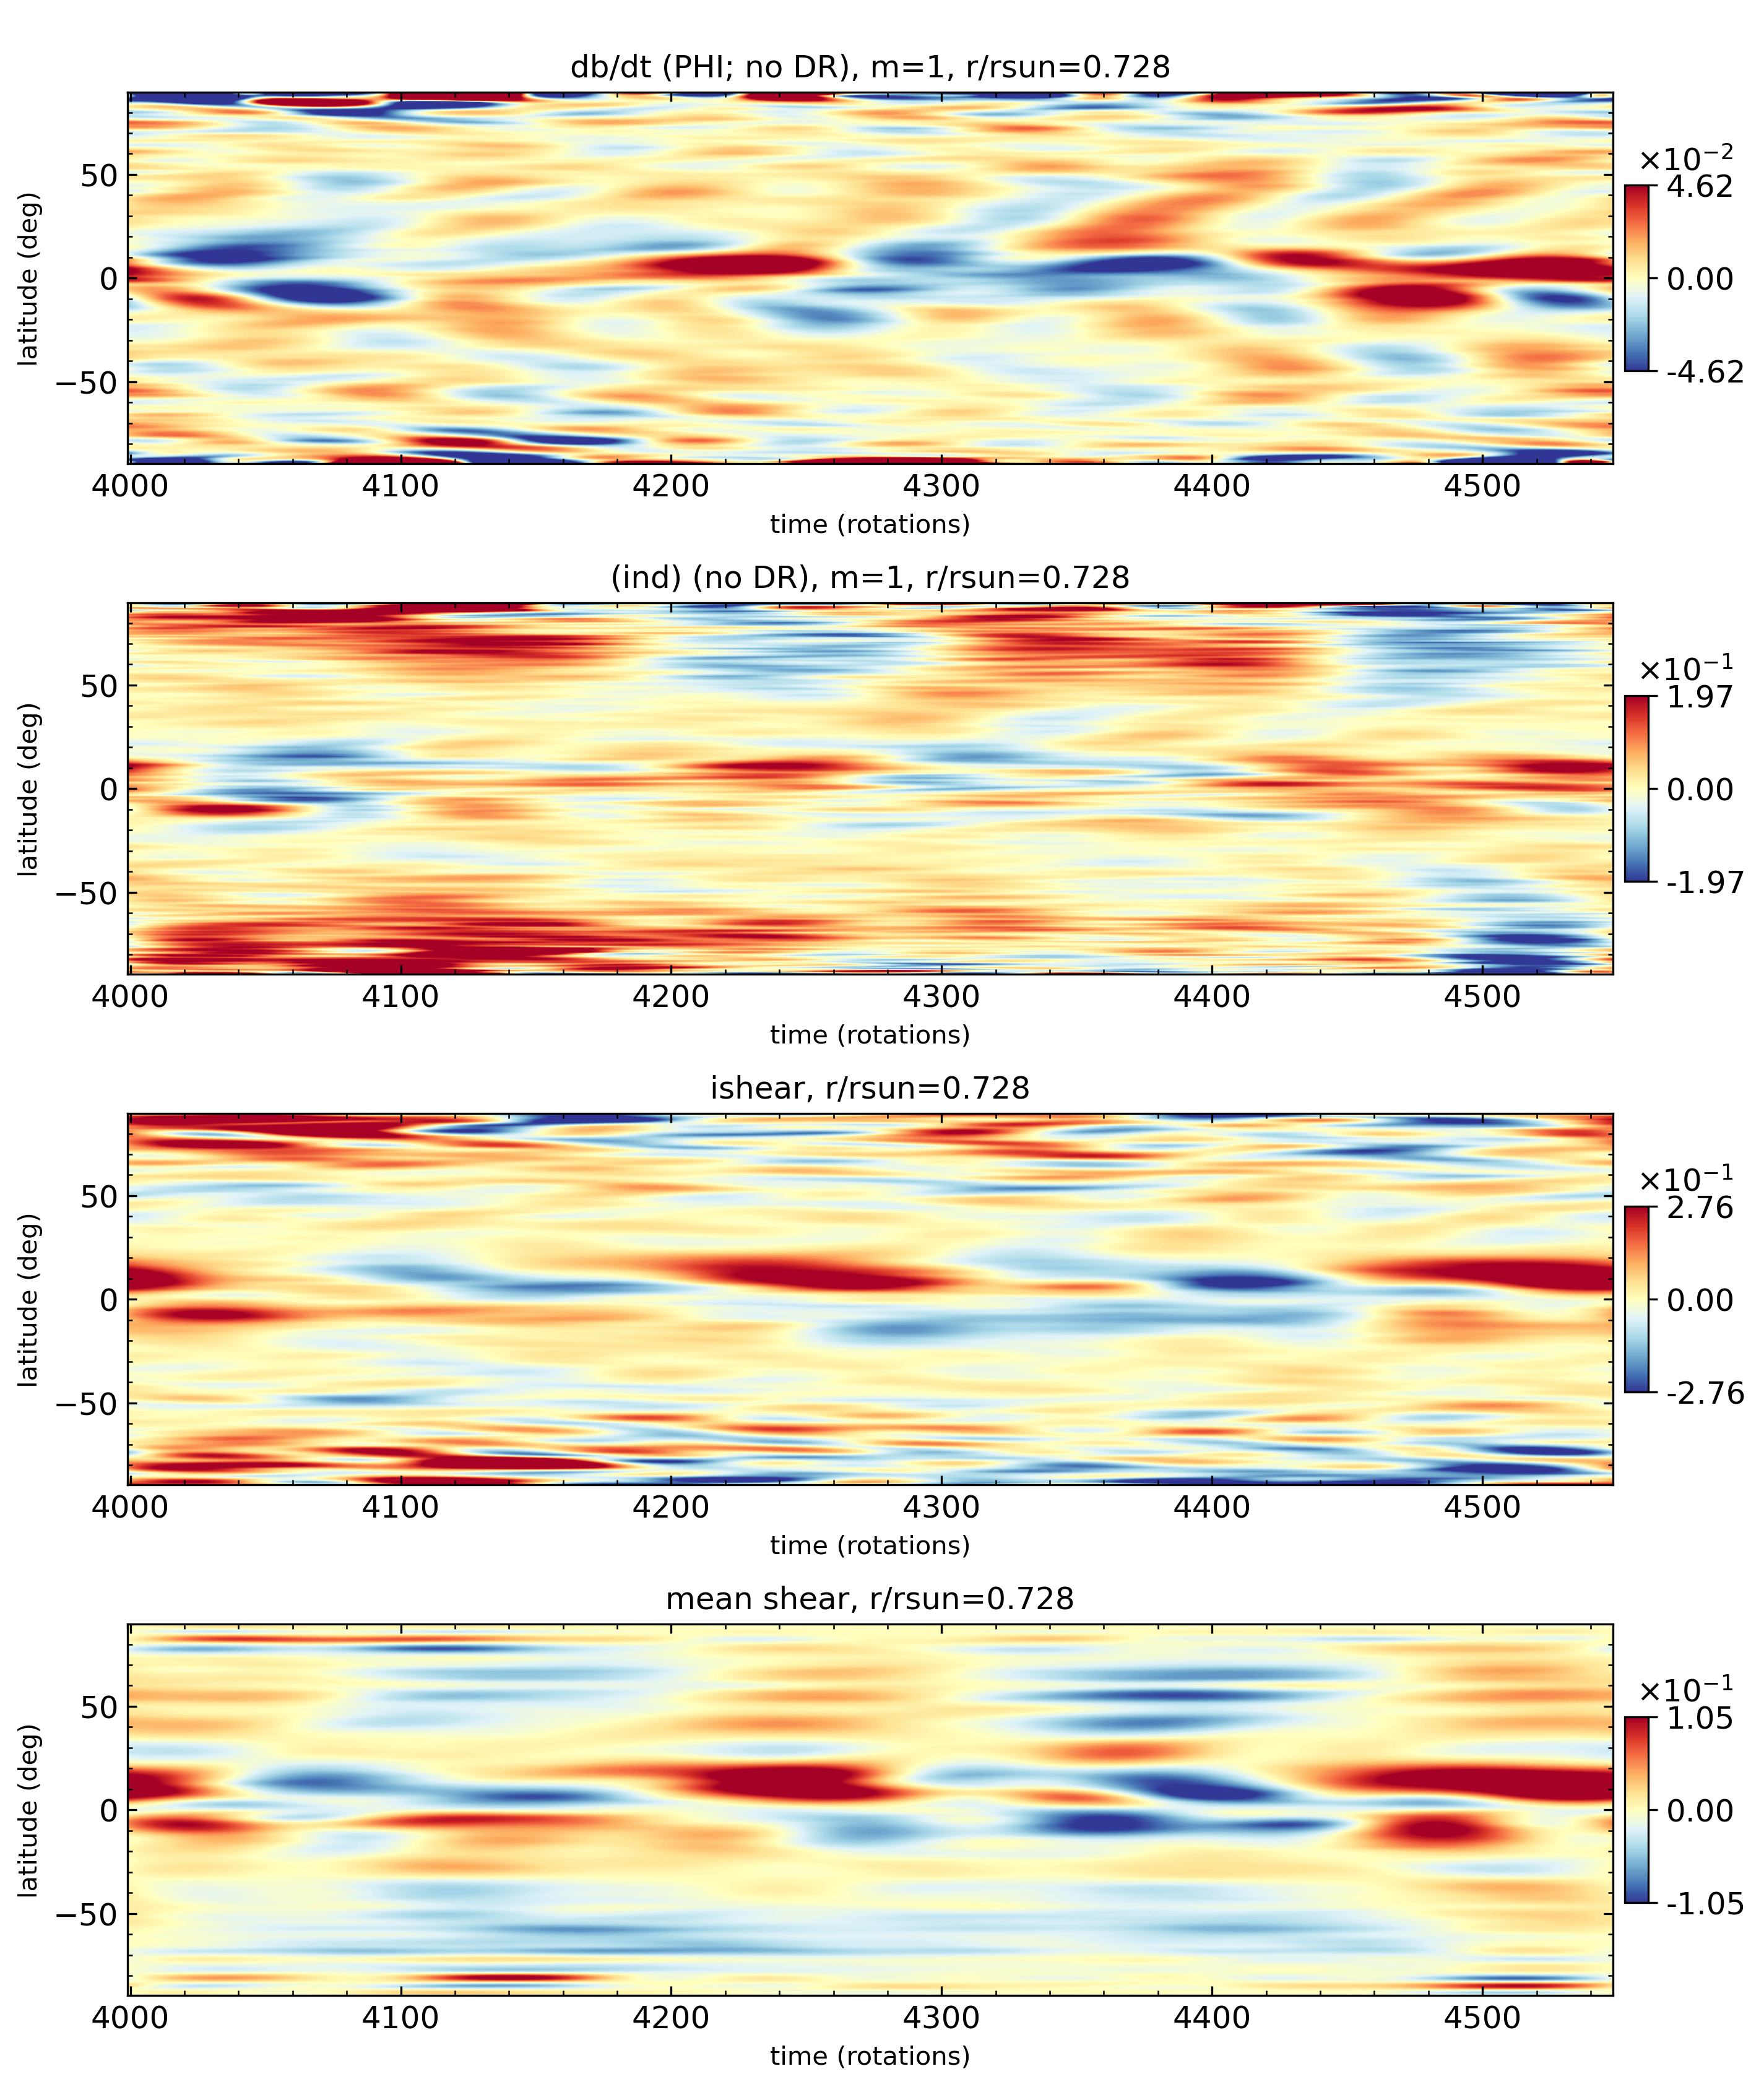 db/dt (PHI; no DR), m=1, r/rsun=0.728
latitude (deg)
50
0
−50
4000 4100 4200 4300 4400 4500
time (rotations)
×10⁻²
4.62
0.00
-4.62
(ind) (no DR), m=1, r/rsun=0.728
latitude (deg)
50
0
−50
4000 4100 4200 4300 4400 4500
time (rotations)
×10⁻¹
1.97
0.00
-1.97
ishear, r/rsun=0.728
latitude (deg)
50
0
−50
4000 4100 4200 4300 4400 4500
time (rotations)
×10⁻¹
2.76
0.00
-2.76
mean shear, r/rsun=0.728
latitude (deg)
50
0
−50
4000 4100 4200 4300 4400 4500
time (rotations)
×10⁻¹
1.05
0.00
-1.05